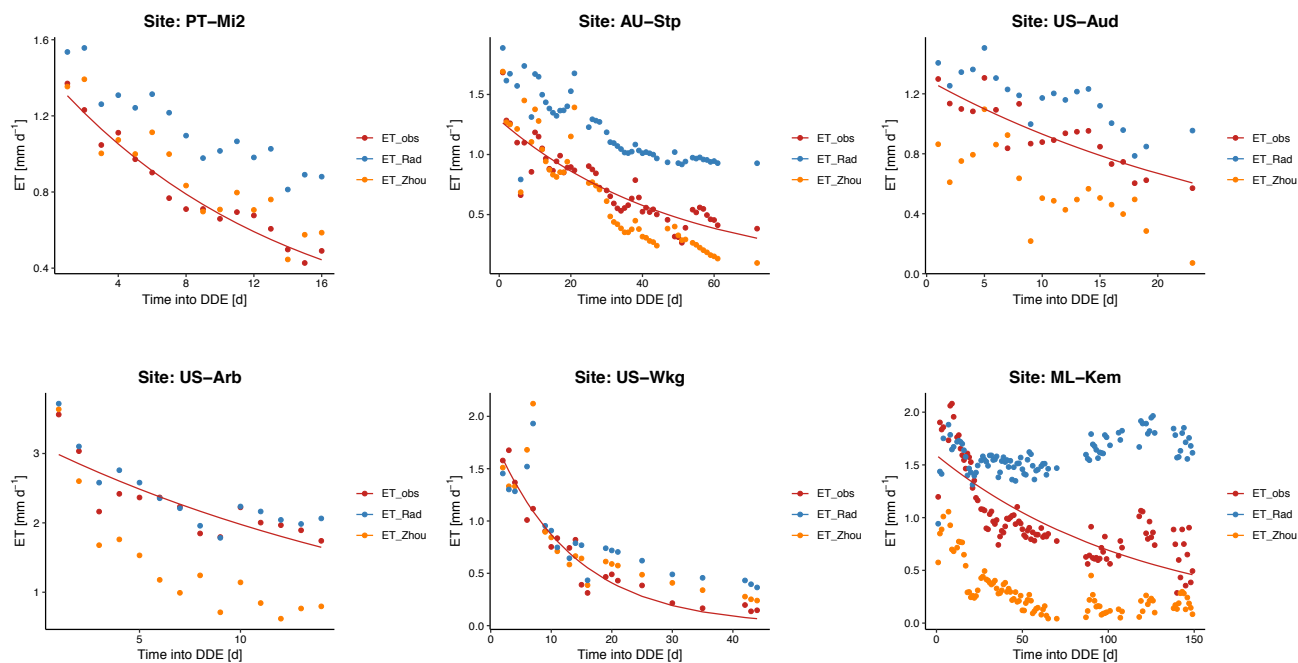 Site: PT−Mi2
1.6
1.2
0.8
0.4
ET [mm d−1]
4
8
12
16
Time into DDE [d]
ET_obs
ET_Rad
ET_Zhou
Site: AU−Stp
1.5
1.0
0.5
ET [mm d−1]
0
20
40
60
Time into DDE [d]
ET_obs
ET_Rad
ET_Zhou
Site: US−Aud
1.2
0.8
0.4
0.0
ET [mm d−1]
0
5
10
15
20
Time into DDE [d]
ET_obs
ET_Rad
ET_Zhou
Site: US−Arb
3
2
1
ET [mm d−1]
5
10
Time into DDE [d]
ET_obs
ET_Rad
ET_Zhou
Site: US−Wkg
2.0
1.5
1.0
0.5
0.0
ET [mm d−1]
0
10
20
30
40
Time into DDE [d]
ET_obs
ET_Rad
ET_Zhou
Site: ML−Kem
2.0
1.5
1.0
0.5
0.0
ET [mm d−1]
0
50
100
150
Time into DDE [d]
ET_obs
ET_Rad
ET_Zhou